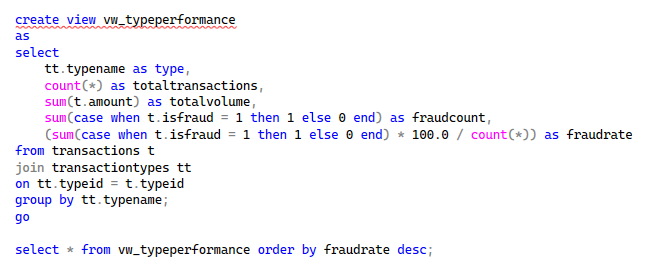 create view vw_typeperformance
as
select
    tt.typename as type,
    count(*) as totaltransactions,
    sum(t.amount) as totalvolume,
    sum(case when t.isfraud = 1 then 1 else 0 end) as fraudcount,
    (sum(case when t.isfraud = 1 then 1 else 0 end) * 100.0 / count(*)) as fraudrate
from transactions t
join transactiontypes tt
on tt.typeid = t.typeid
group by tt.typename;
go

select * from vw_typeperformance order by fraudrate desc;